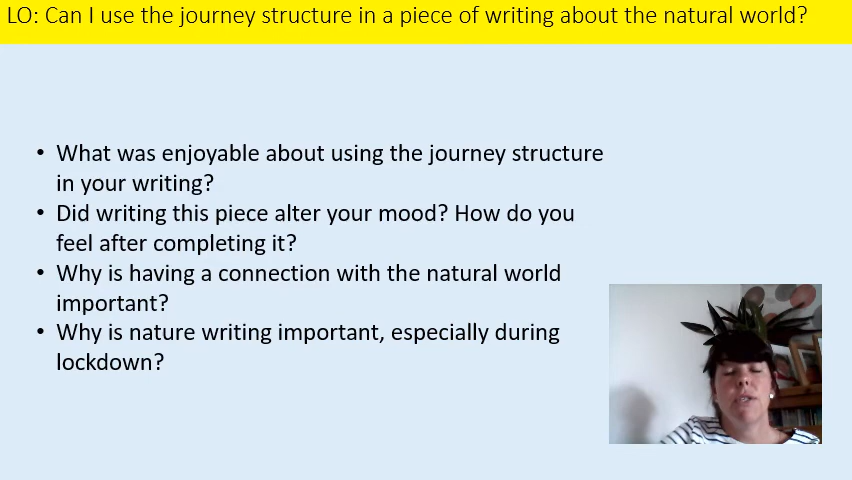 LO: Can I use the journey structure in a piece of writing about the natural world?
• What was enjoyable about using the journey structure
in your writing?
• Did writing this piece alter your mood? How do you
feel after completing it?
• Why is having a connection with the natural world
important?
• Why is nature writing important, especially during
lockdown?